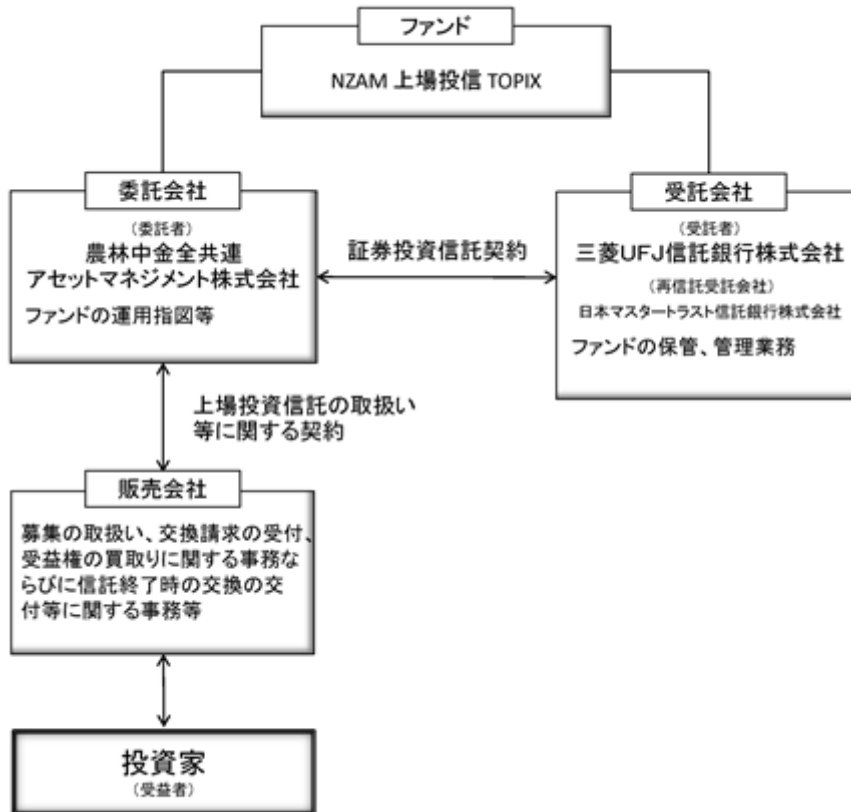 ファンド
NZAM 上場投信 TOPIX
委託会社
(委託者)
農林中金全共連
アセットマネジメント株式会社
ファンドの運用指図等
証券投資信託契約
受託会社
(受託者)
三菱UFJ信託銀行株式会社
(再信託受託会社)
日本マスタートラスト信託銀行株式会社
ファンドの保管、管理業務
上場投資信託の取扱い
等に関する契約
販売会社
募集の取扱い、交換請求の受付、
受益権の買取りに関する事務な
らびに信託終了時の交換の交
付等に関する事務等
投資家
(受益者)